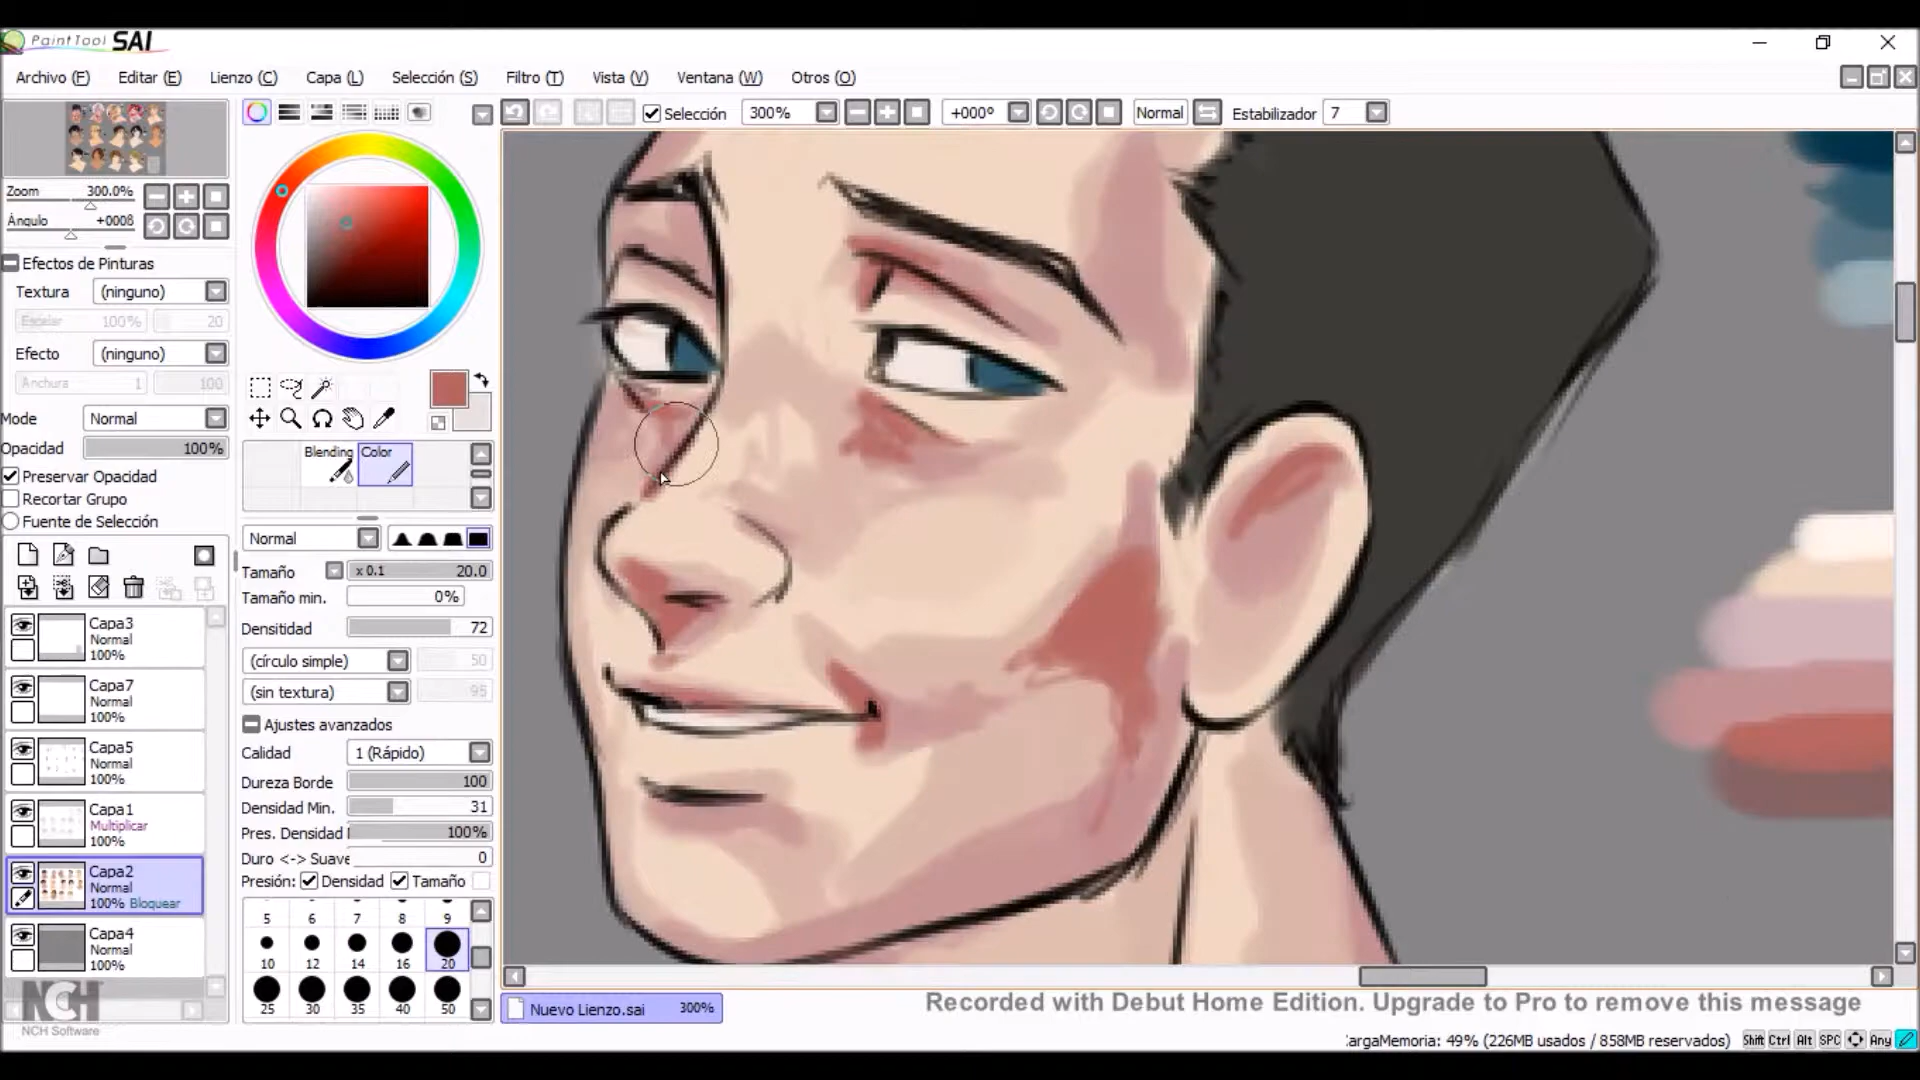 PaintTool SAI
Archivo (F) Editar (E) Lienzo (C) Capa (L) Selección (S) Filtro (T) Vista (V) Ventana (W) Otros (O)
Selección 300% +000º Normal Estabilizador 7
Zoom 300.0%
Ángulo +000ß
Efectos de Pinturas
Textura (ninguno)
Escalar 100% 20
Efecto (ninguno)
Anchura 1 100
Mode Normal
Opacidad 100%
Preservar Opacidad
Recortar Grupo
Fuente de Selección
Capa3
Normal
100%
Capa7
Normal
100%
Capa5
Normal
100%
Capa1
Multiplicar
100%
Capa2
Normal
100% Bloquear
Capa4
Normal
100%
NCH
NCH Software
Blending Color
Normal
Tamaño x 0.1 20.0
Tamaño min. 0%
Densitidad 72
(círculo simple) 50
(sin textura) 95
Ajustes avanzados
Calidad 1 (Rápido)
Dureza Borde 100
Densidad Min. 31
Pres. Densidad 100%
Duro <-> Suave 0
Presión: Densidad Tamaño
5 6 7 8 9
10 12 14 16 20
25 30 35 40 50
Nuevo Lienzo.sai 300%
Recorded with Debut Home Edition. Upgrade to Pro to remove this message
CargaMemoria: 49% (226MB usados / 858MB reservados) Shift Ctrl Alt SPC Any